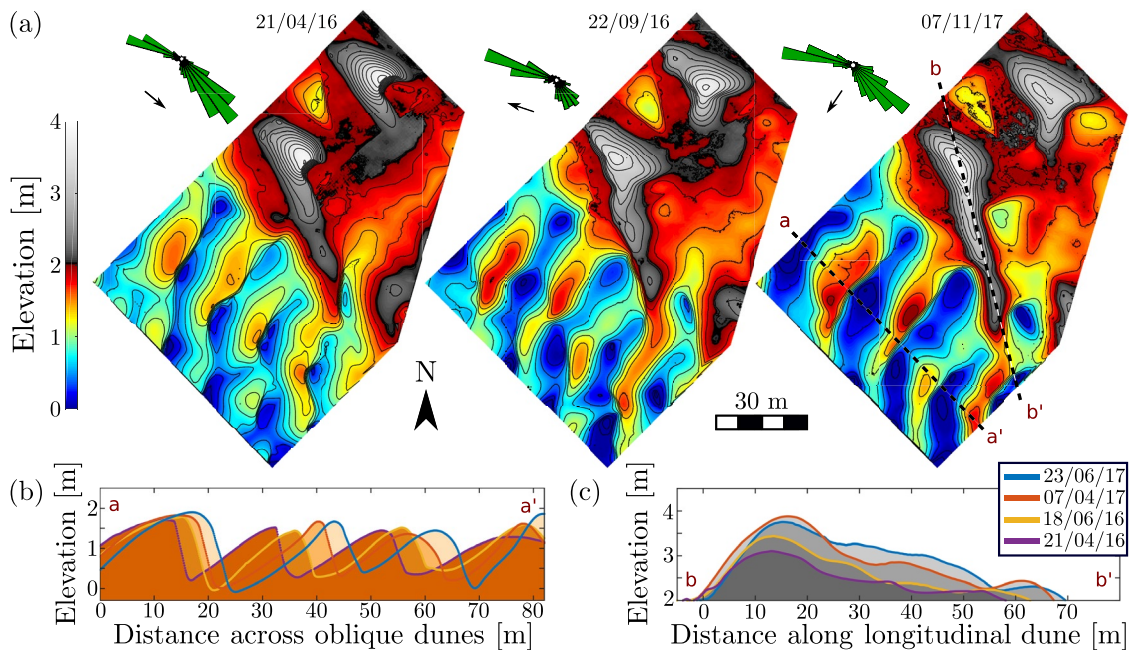 (a)
21/04/16
22/09/16
07/11/17
Elevation [m]
4
3
2
1
0
N
30 m
a
a'
b
b'
(b)
Elevation [m]
2
1
0
a
a'
0 10 20 30 40 50 60 70 80
Distance across oblique dunes [m]
(c)
Elevation [m]
4
3
2
b
b'
0 10 20 30 40 50 60 70
Distance along longitudinal dune [m]
23/06/17
07/04/17
18/06/16
21/04/16